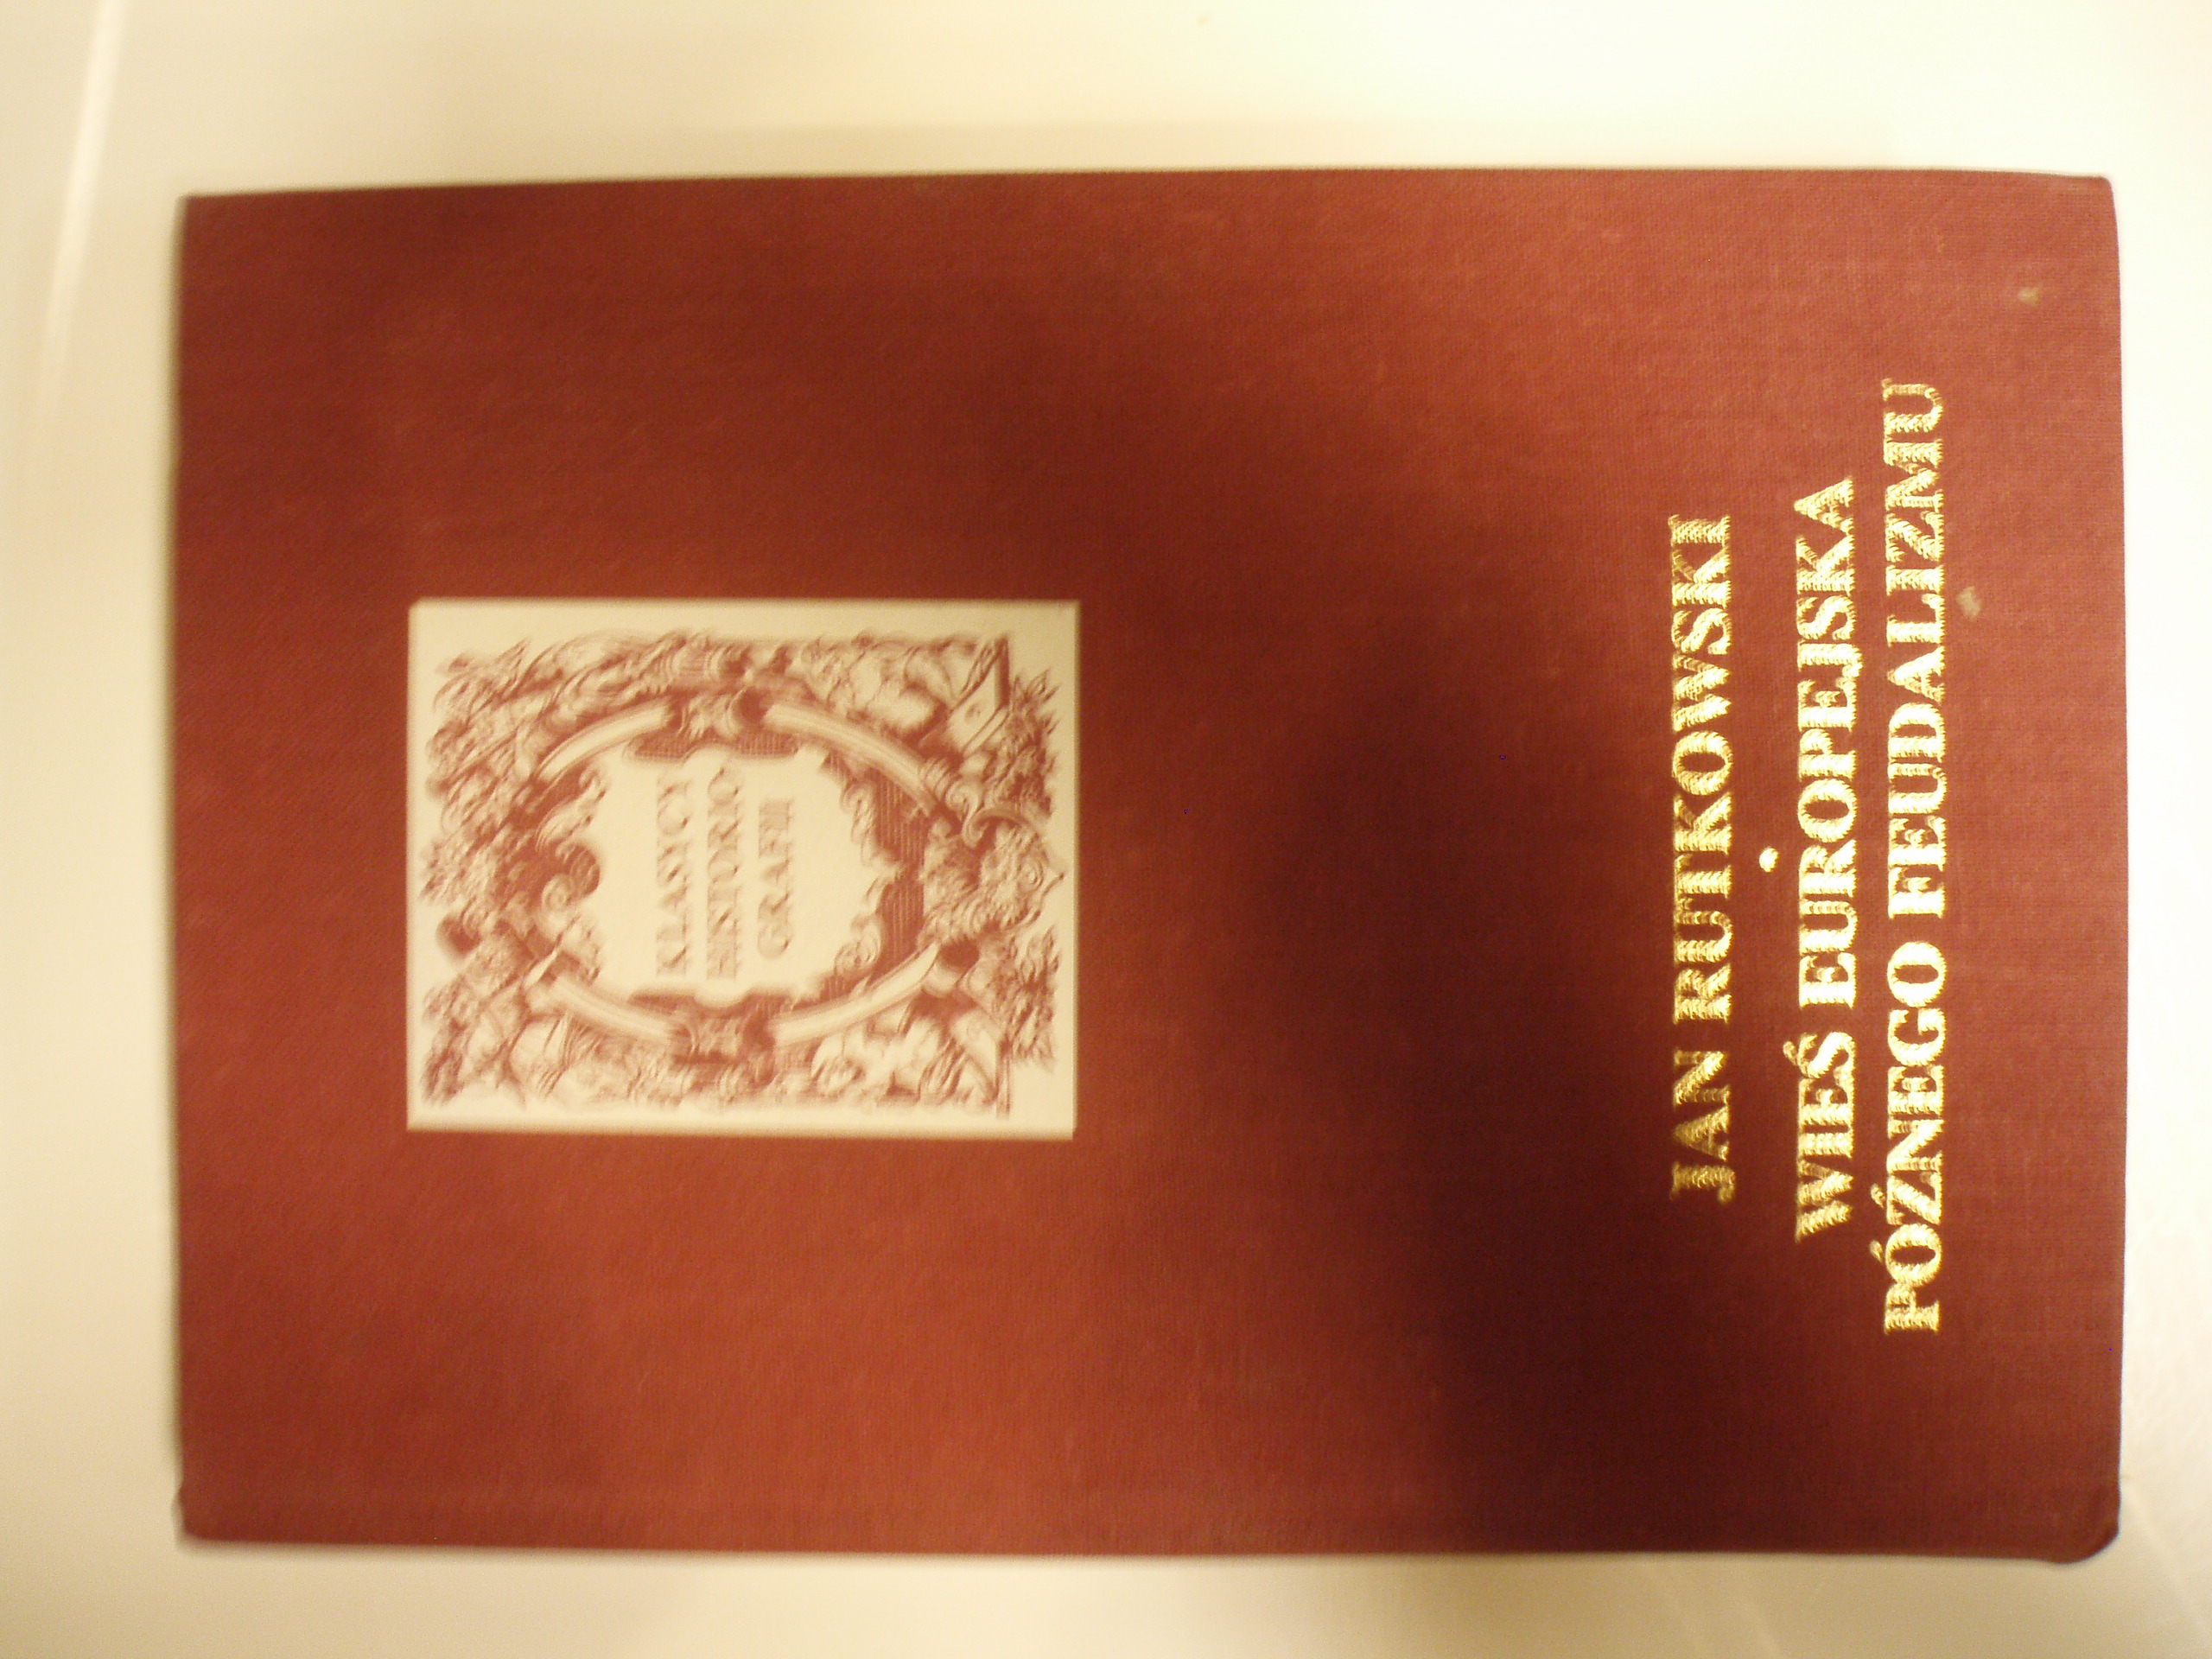 KLASYCY
HISTORIO
GRAFII
JAN RUTKOWSKI
WIEŚ EUROPEJSKA
PÓŹNEGO FEUDALIZMU